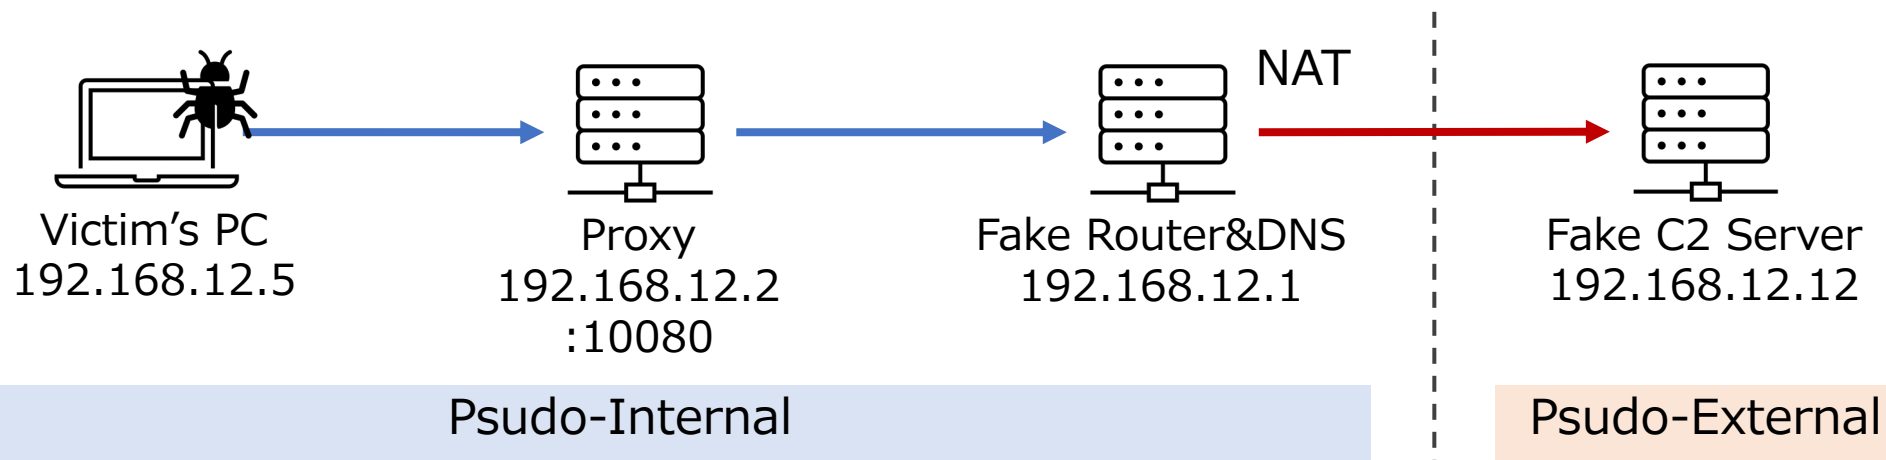 NAT
Victim’s PC
192.168.12.5
Proxy
192.168.12.2
:10080
Fake Router&DNS
192.168.12.1
Fake C2 Server
192.168.12.12
Psudo-Internal
Psudo-External